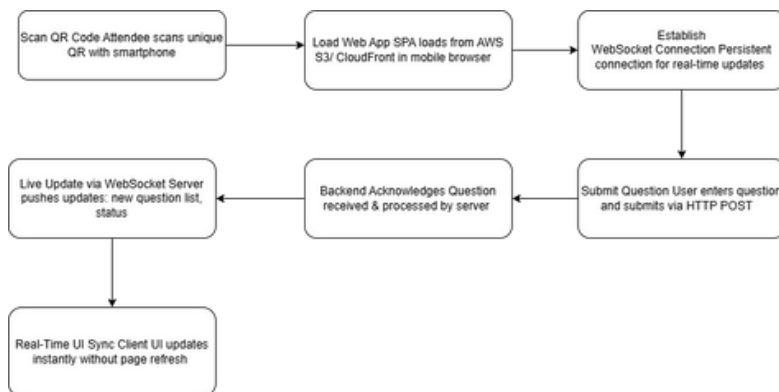 Scan QR Code Attendee scans unique
QR with smartphone
Load Web App SPA loads from AWS
S3/ CloudFront in mobile browser
Establish
WebSocket Connection Persistent
connection for real-time updates
Submit Question User enters question
and submits via HTTP POST
Backend Acknowledges Question
received & processed by server
Live Update via WebSocket Server
pushes updates: new question list,
status
Real-Time UI Sync Client UI updates
instantly without page refresh